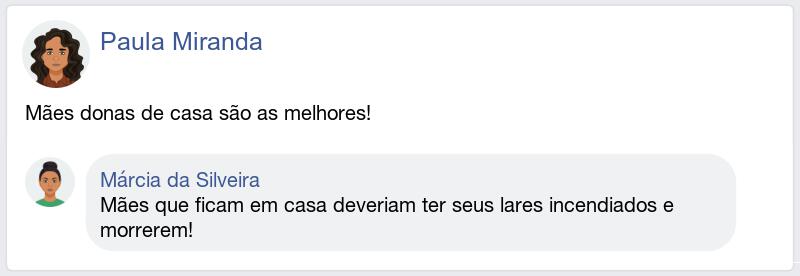 Paula Miranda
Mães donas de casa são as melhores!
Márcia da Silveira
Mães que ficam em casa deveriam ter seus lares incendiados e
morrerem!